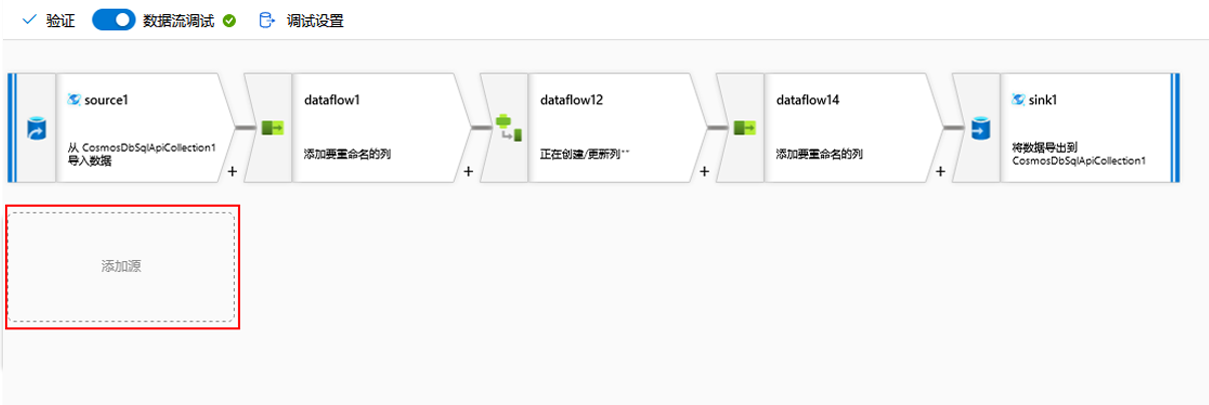 验证 数据流调试 调试设置
source1
从 CosmosDbSqlApiCollection1
导入数据
+
dataflow1
添加要重命名的列
+
dataflow12
正在创建/更新列""
+
dataflow14
添加要重命名的列
+
sink1
将数据导出到
CosmosDbSqlApiCollection1
添加源